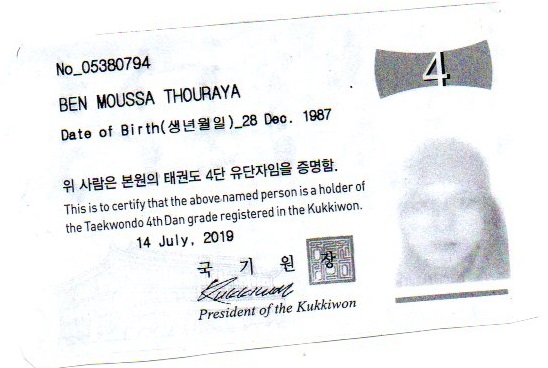 No_05380794
4
BEN MOUSSA THOURAYA
Date of Birth(생년월일)_28 Dec. 1987
위 사람은 본원의 태권도 4단 유단자임을 증명함.
This is to certify that the above named person is a holder of
the Taekwondo 4th Dan grade registered in the Kukkiwon.
14 July, 2019
국 기 원 장
Kukkiwon
President of the Kukkiwon